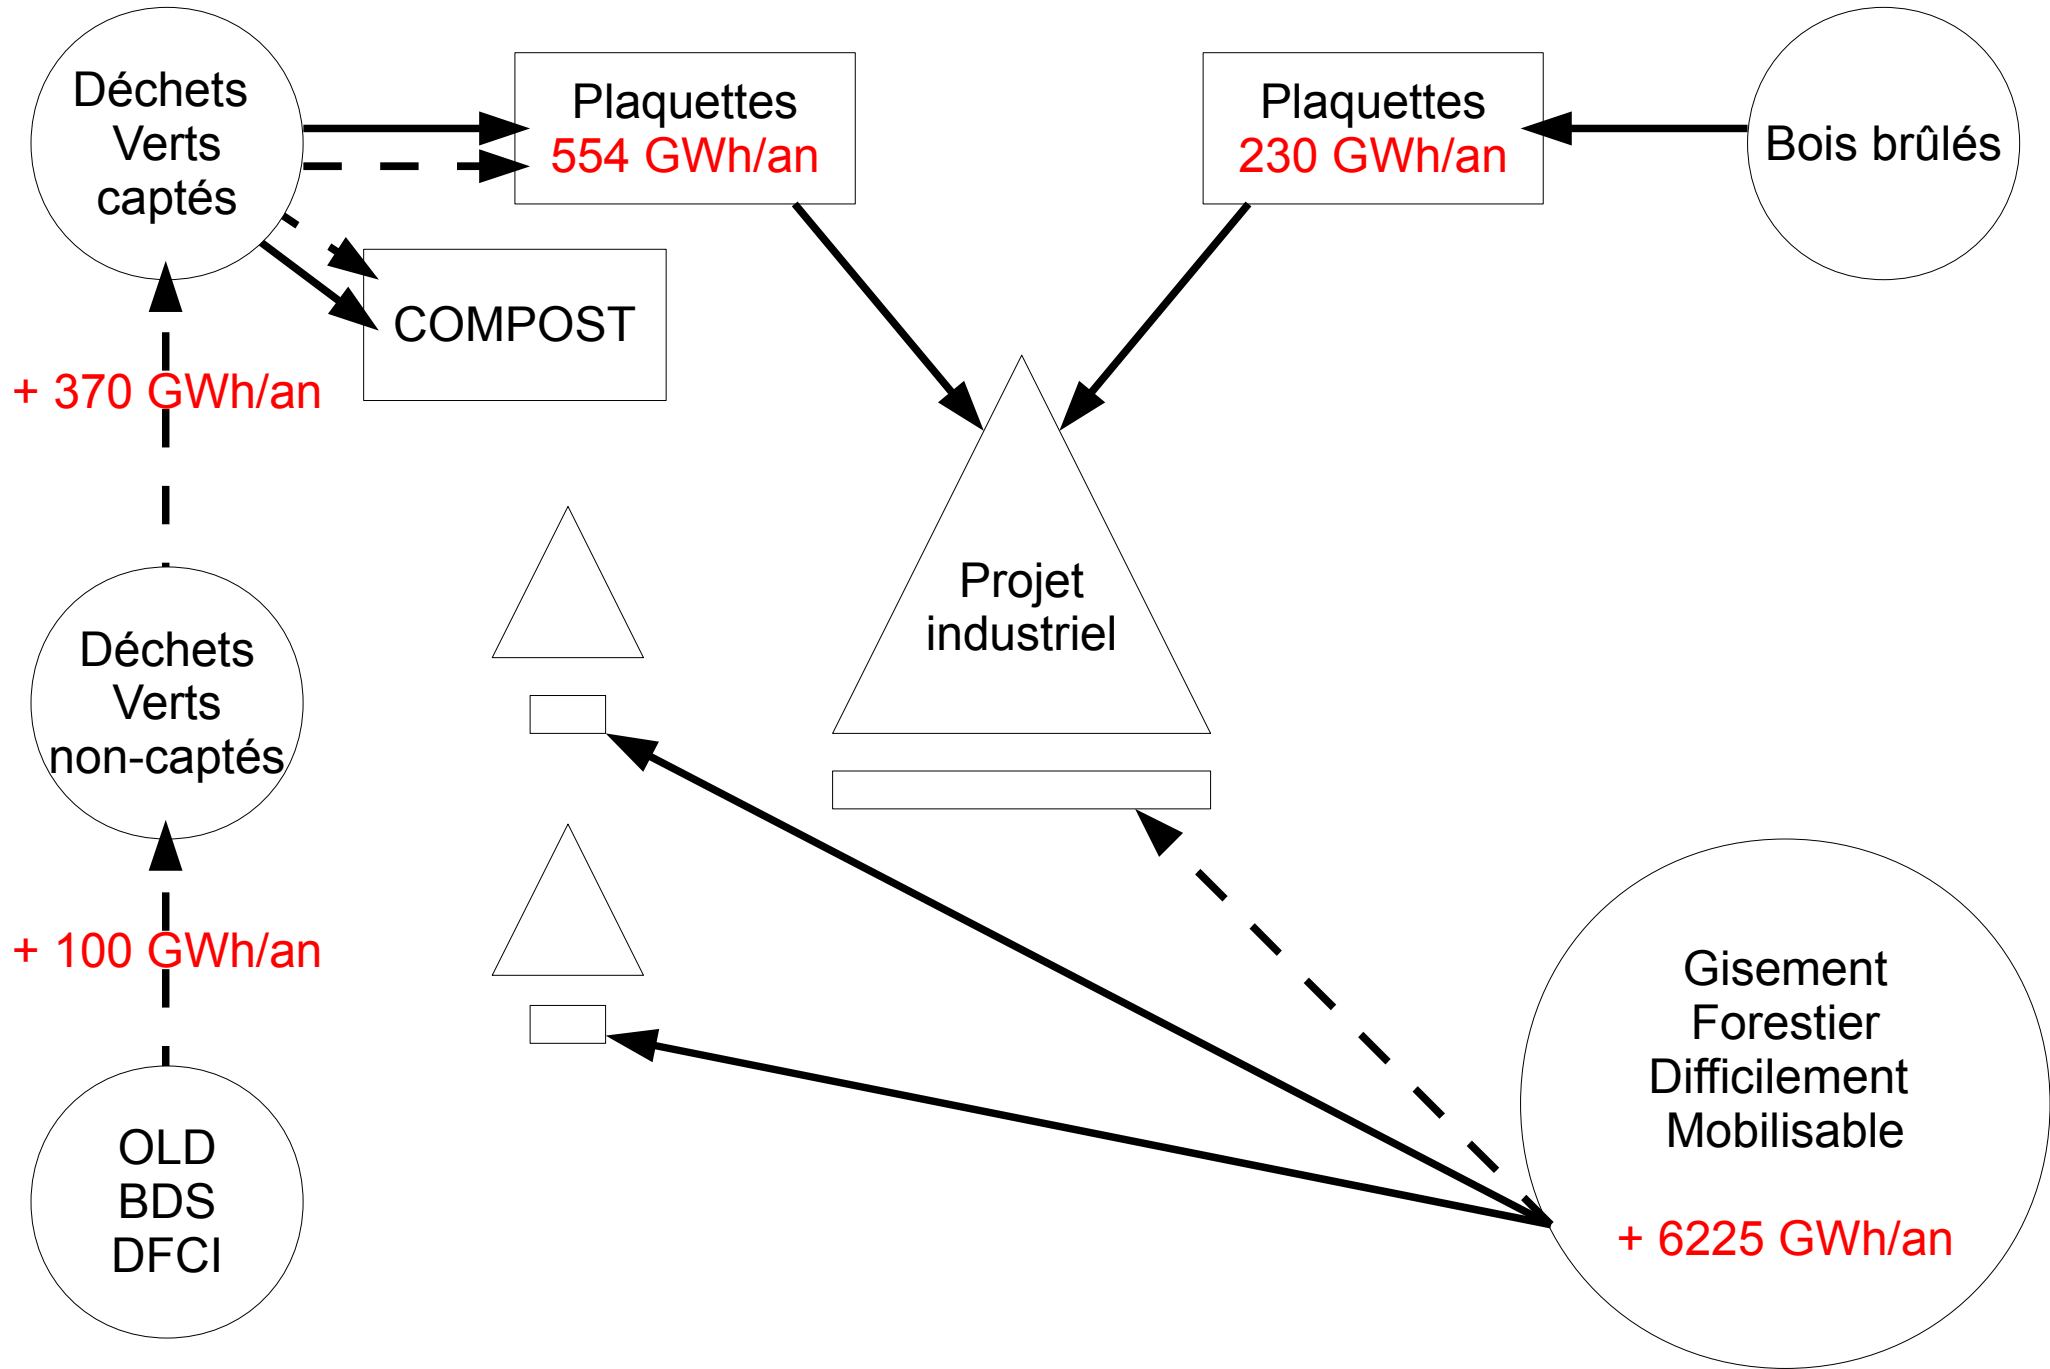 Déchets
Verts
captés
Plaquettes
554 GWh/an
Plaquettes
230 GWh/an
Bois brûlés
COMPOST
+ 370 GWh/an
Projet
industriel
Déchets
Verts
non-captés
+ 100 GWh/an
OLD
BDS
DFCI
Gisement
Forestier
Difficilement
Mobilisable
+ 6225 GWh/an